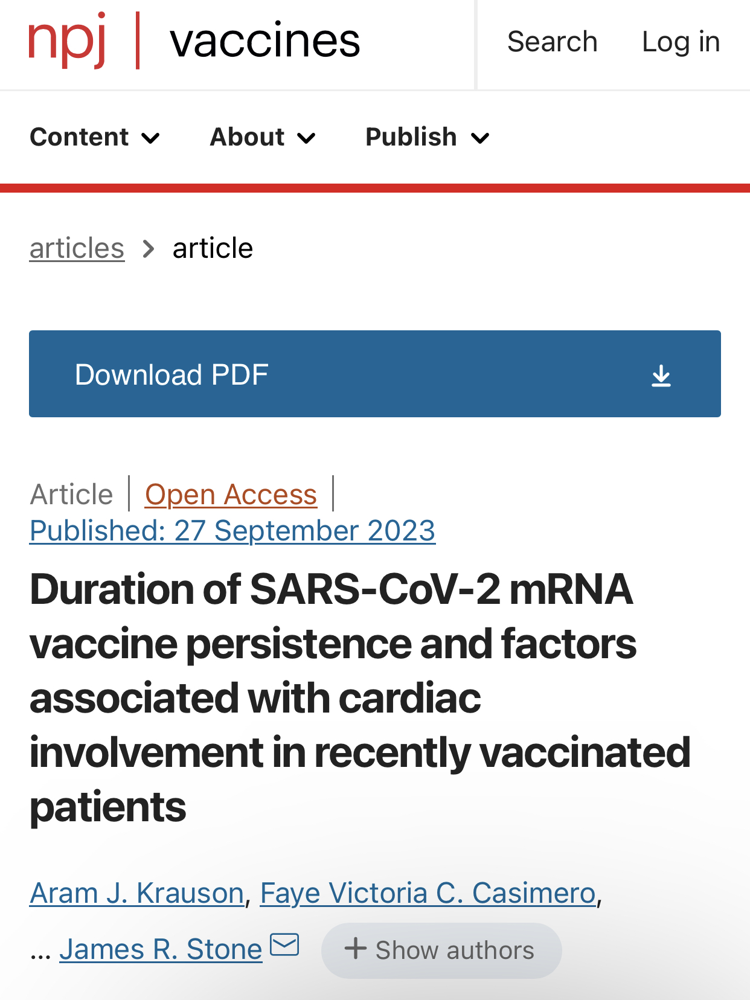 npj | vaccines
Search Log in
Content About Publish
articles > article
Download PDF
Article | Open Access |
Published: 27 September 2023
Duration of SARS-CoV-2 mRNA
vaccine persistence and factors
associated with cardiac
involvement in recently vaccinated
patients
Aram J. Krauson, Faye Victoria C. Casimero,
... James R. Stone + Show authors